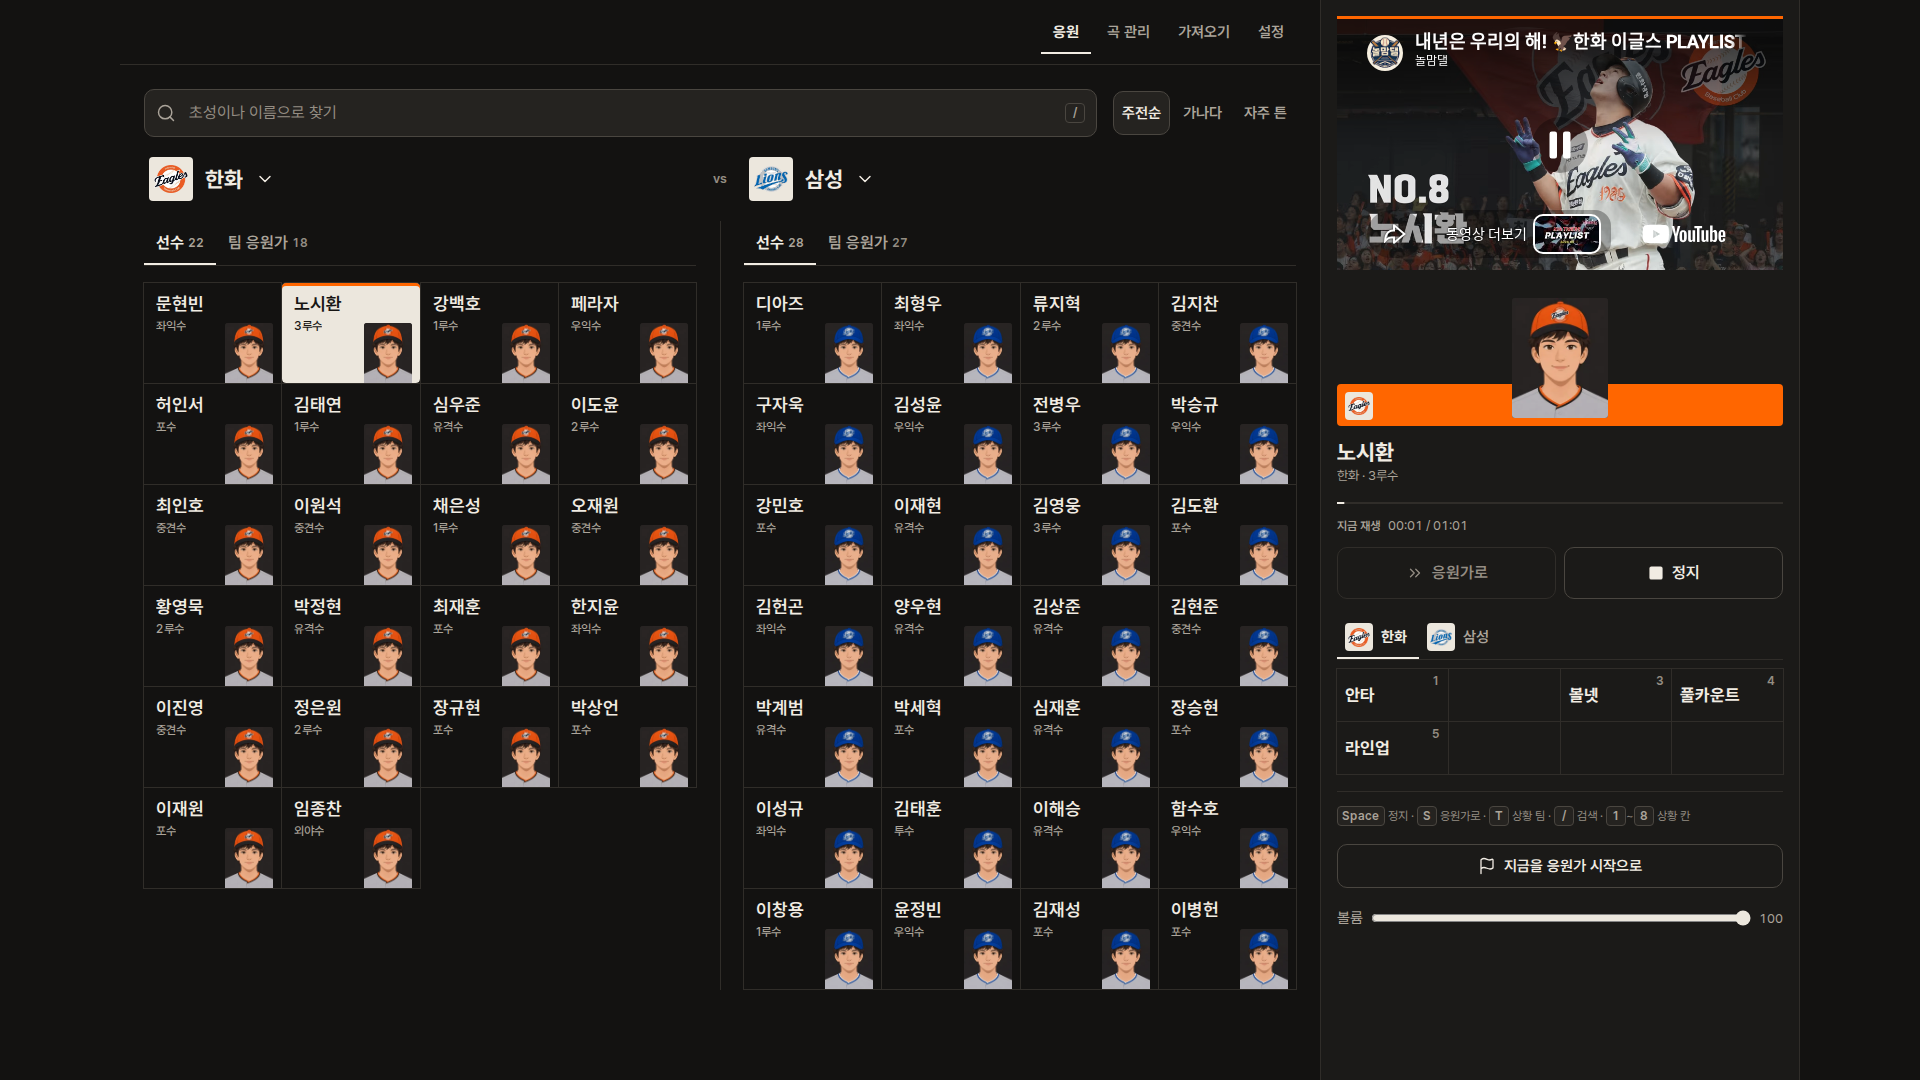 응원
곡 관리
가져오기
설정
초성이나 이름으로 찾기
/
주전순
가나다
자주 튼
Eagles
한화
vs
Lions
삼성
선수 22
팀 응원가 18
선수 28
팀 응원가 27
문현빈
좌익수
노시환
3루수
강백호
1루수
페라자
우익수
허인서
포수
김태연
1루수
심우준
유격수
이도윤
2루수
최인호
중견수
이원석
중견수
채은성
1루수
오재원
중견수
황영묵
2루수
박정현
유격수
최재훈
포수
한지윤
좌익수
이진영
중견수
정은원
2루수
장규현
포수
박상언
포수
이재원
포수
임종찬
외야수
디아즈
1루수
최형우
좌익수
류지혁
2루수
김지찬
중견수
구자욱
좌익수
김성윤
우익수
전병우
3루수
박승규
우익수
강민호
포수
이재현
유격수
김영웅
3루수
김도환
포수
김헌곤
좌익수
양우현
유격수
김상준
유격수
김현준
중견수
박계범
유격수
박세혁
포수
심재훈
유격수
장승현
포수
이성규
좌익수
김태훈
투수
이해승
유격수
함수호
우익수
이창용
1루수
윤정빈
우익수
김재성
포수
이병헌
포수
놀맘댈
내년은 우리의 해! 🦅 한화 이글스 PLAYLIST
놀맘댈
Eagles
Eagles
NO.8
노시환
동영상 더보기
PLAYLIST
YouTube
Eagles
노시환
한화 · 3루수
지금 재생 00:01 / 01:01
응원가로
정지
Eagles
한화
Lions
삼성
안타 1
볼넷 3
풀카운트 4
라인업 5
Space 정지 · S 응원가로 · T 상황 팀 · / 검색 · 1 – 8 상황 칸
지금을 응원가 시작으로
볼륨
100